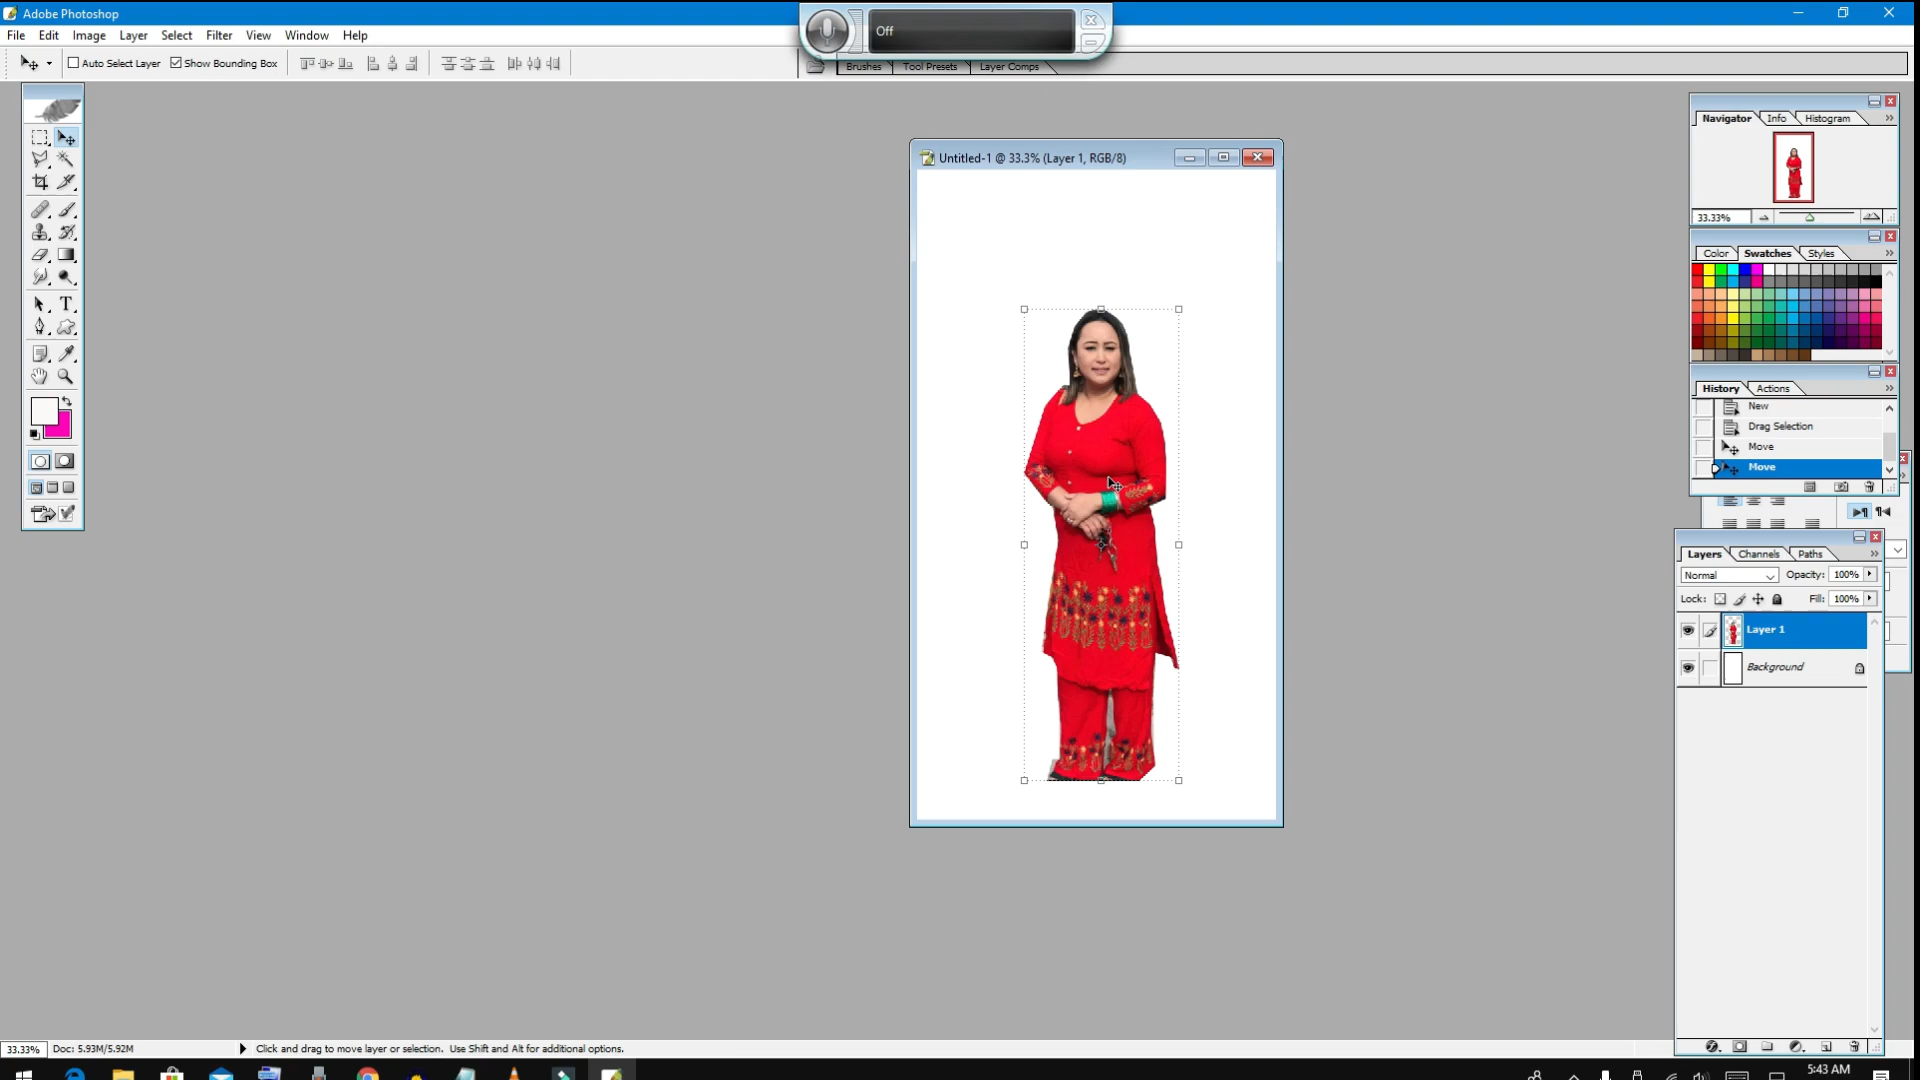 Adobe Photoshop
Off
File Edit Image Layer Select Filter View Window Help
Auto Select Layer Show Bounding Box
Brushes Tool Presets Layer Comps
Navigator Info Histogram
33.33%
Untitled-1 @ 33.3% (Layer 1, RGB/8)
Color Swatches Styles
History Actions
New
Drag Selection
Move
Move
Layers Channels Paths
Normal Opacity: 100%
Lock: Fill: 100%
Layer 1
Background
33.33% Doc: 5.93M/5.92M Click and drag to move layer or selection. Use Shift and Alt for additional options.
5:43 AM